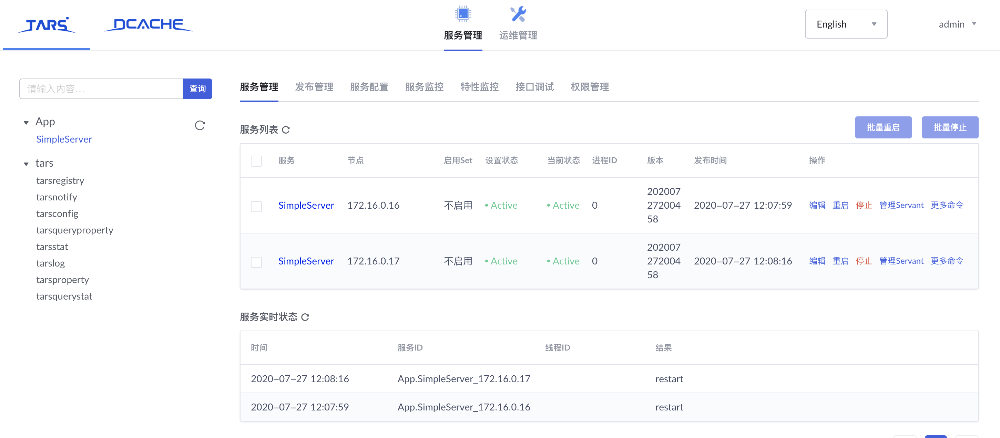 TARS DCACHE
服务管理 运维管理
English
admin
请输入内容... 查询
App
SimpleServer
tars
tarsregistry
tarsnotify
tarsconfig
tarsqueryproperty
tarsstat
tarslog
tarsproperty
tarsquerystat
服务管理 发布管理 服务配置 服务监控 特性监控 接口调试 权限管理
服务列表
批量重启 批量停止
服务 节点 启用Set 设置状态 当前状态 进程ID 版本 发布时间 操作
SimpleServer 172.16.0.16 不启用 • Active • Active 0 202007
272004
58 2020-07-27 12:07:59 编辑 重启 停止 管理Servant 更多命令
SimpleServer 172.16.0.17 不启用 • Active • Active 0 202007
272004
58 2020-07-27 12:08:16 编辑 重启 停止 管理Servant 更多命令
服务实时状态
时间 服务ID 线程ID 结果
2020-07-27 12:08:16 App.SimpleServer_172.16.0.17 restart
2020-07-27 12:07:59 App.SimpleServer_172.16.0.16 restart